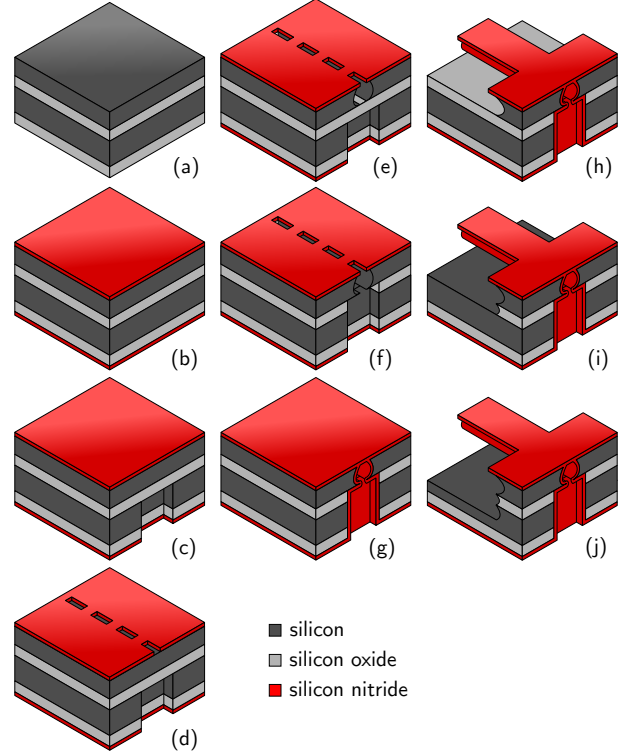 (a)
(e)
(h)
(b)
(f)
(i)
(c)
(g)
(j)
(d)
silicon
silicon oxide
silicon nitride